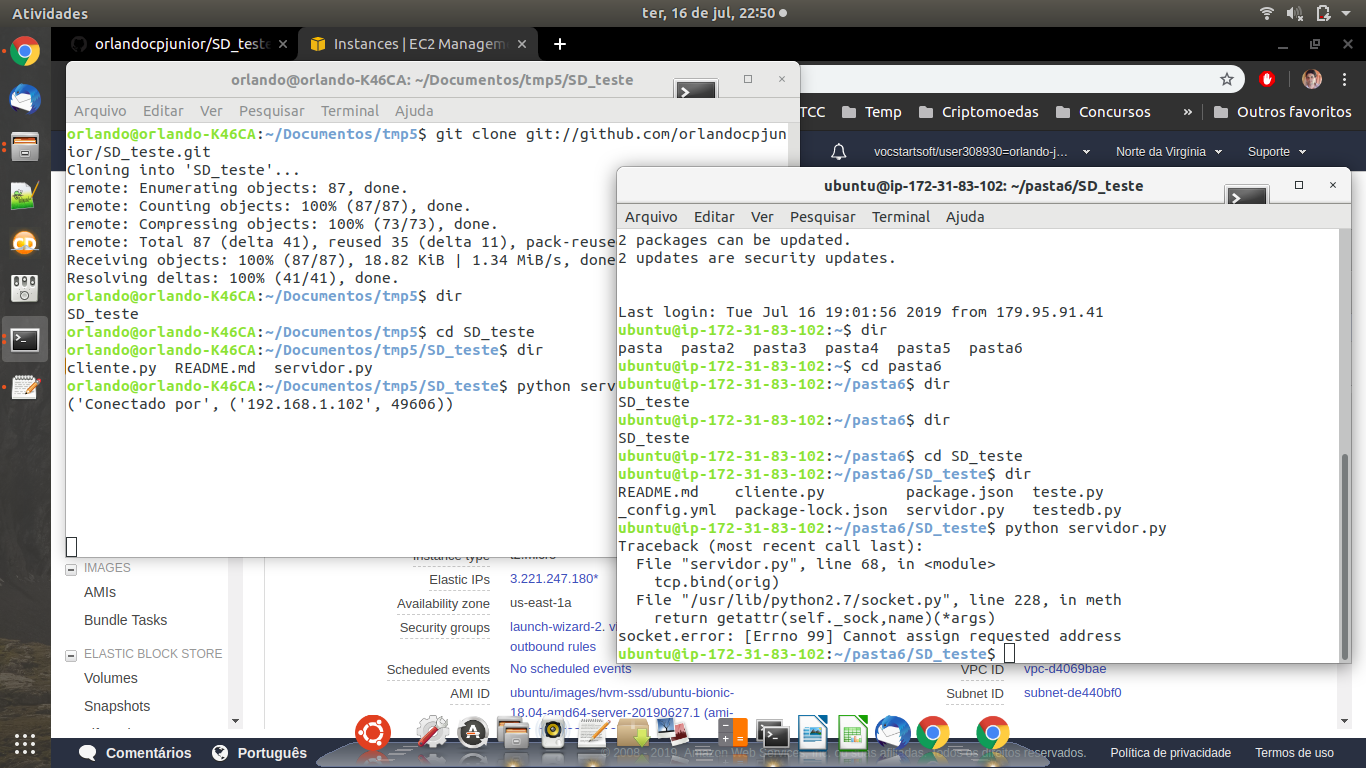 Atividades
ter, 16 de jul, 22:50
orlandocpjunior/SD_teste
Instances | EC2 Managem
TCC Temp Criptomoedas Concursos » Outros favoritos
vocstartsoft/user308930=orlando-j… Norte da Virgínia Suporte
orlando@orlando-K46CA: ~/Documentos/tmp5/SD_teste
Arquivo Editar Ver Pesquisar Terminal Ajuda
orlando@orlando-K46CA:~/Documentos/tmp5$ git clone git://github.com/orlandocpjun
ior/SD_teste.git
Cloning into 'SD_teste'...
remote: Enumerating objects: 87, done.
remote: Counting objects: 100% (87/87), done.
remote: Compressing objects: 100% (73/73), done.
remote: Total 87 (delta 41), reused 35 (delta 11), pack-reuse
Receiving objects: 100% (87/87), 18.82 KiB | 1.34 MiB/s, done
Resolving deltas: 100% (41/41), done.
orlando@orlando-K46CA:~/Documentos/tmp5$ dir
SD_teste
orlando@orlando-K46CA:~/Documentos/tmp5$ cd SD_teste
orlando@orlando-K46CA:~/Documentos/tmp5/SD_teste$ dir
cliente.py README.md servidor.py
orlando@orlando-K46CA:~/Documentos/tmp5/SD_teste$ python serv
('Conectado por', ('192.168.1.102', 49606))
ubuntu@ip-172-31-83-102: ~/pasta6/SD_teste
Arquivo Editar Ver Pesquisar Terminal Ajuda
2 packages can be updated.
2 updates are security updates.
Last login: Tue Jul 16 19:01:56 2019 from 179.95.91.41
ubuntu@ip-172-31-83-102:~$ dir
pasta pasta2 pasta3 pasta4 pasta5 pasta6
ubuntu@ip-172-31-83-102:~$ cd pasta6
ubuntu@ip-172-31-83-102:~/pasta6$ dir
SD_teste
ubuntu@ip-172-31-83-102:~/pasta6$ dir
SD_teste
ubuntu@ip-172-31-83-102:~/pasta6$ cd SD_teste
ubuntu@ip-172-31-83-102:~/pasta6/SD_teste$ dir
README.md cliente.py package.json teste.py
_config.yml package-lock.json servidor.py testedb.py
ubuntu@ip-172-31-83-102:~/pasta6/SD_teste$ python servidor.py
Traceback (most recent call last):
File "servidor.py", line 68, in <module>
tcp.bind(orig)
File "/usr/lib/python2.7/socket.py", line 228, in meth
return getattr(self._sock,name)(*args)
socket.error: [Errno 99] Cannot assign requested address
ubuntu@ip-172-31-83-102:~/pasta6/SD_teste$
IMAGES
AMIs
Bundle Tasks
ELASTIC BLOCK STORE
Volumes
Snapshots
Elastic IPs 3.221.247.180*
Availability zone us-east-1a
Security groups launch-wizard-2. vi
outbound rules
Scheduled events No scheduled events
AMI ID ubuntu/images/hvm-ssd/ubuntu-bionic-
18.04-amd64-server-20190627.1 (ami-
VPC ID vpc-d4069bae
Subnet ID subnet-de440bf0
Comentários Português
© 2008 - 2019, Amazon Web Service
Política de privacidade Termos de uso